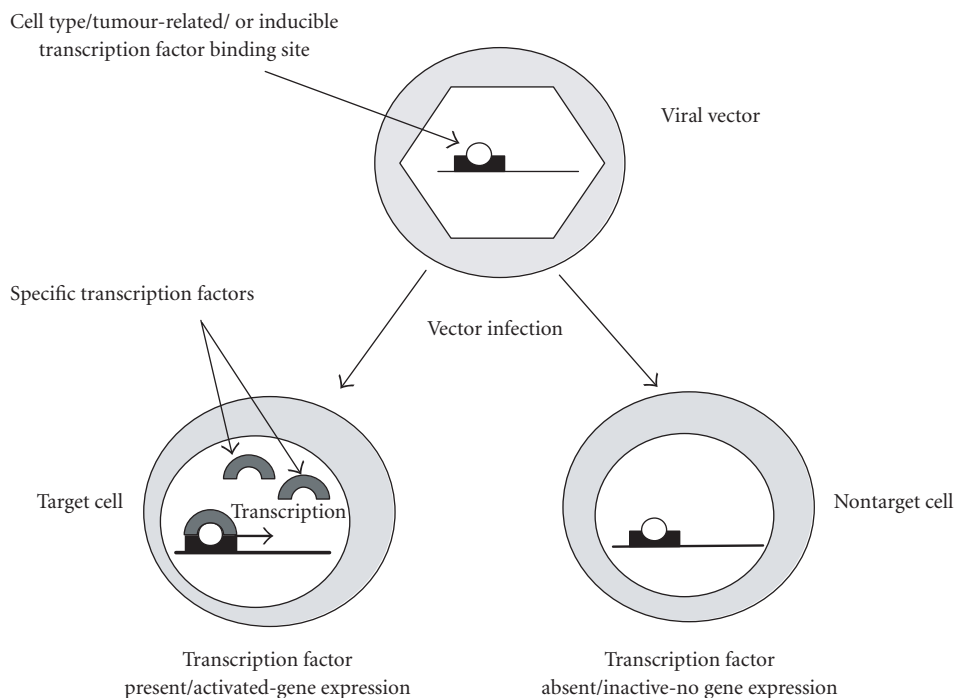 Cell type/tumour-related/ or inducible
transcription factor binding site
Viral vector
Specific transcription factors
Vector infection
Target cell
Transcription
Nontarget cell
Transcription factor
present/activated-gene expression
Transcription factor
absent/inactive-no gene expression